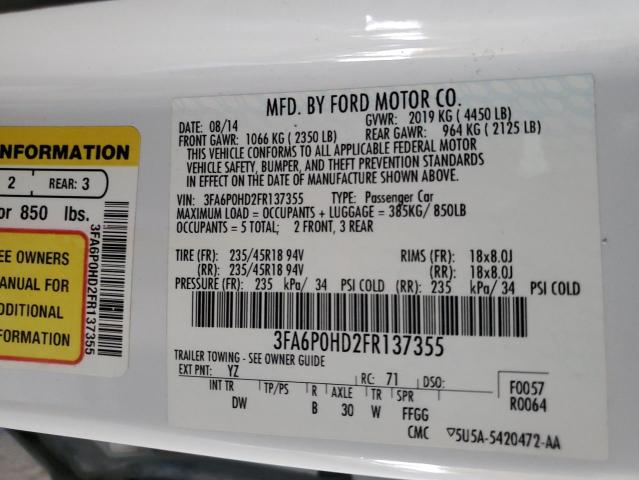 MFD. BY FORD MOTOR CO.
DATE: 08/14
GVWR: 2019 KG ( 4450 LB)
FRONT GAWR: 1066 KG ( 2350 LB)
REAR GAWR: 964 KG ( 2125 LB)
THIS VEHICLE CONFORMS TO ALL APPLICABLE FEDERAL MOTOR
VEHICLE SAFETY, BUMPER, AND THEFT PREVENTION STANDARDS
IN EFFECT ON THE DATE OF MANUFACTURE SHOWN ABOVE.
VIN: 3FA6P0HD2FR137355 TYPE: Passenger Car
MAXIMUM LOAD = OCCUPANTS + LUGGAGE = 385KG/ 850LB
OCCUPANTS = 5 TOTAL; 2 FRONT, 3 REAR
TIRE (FR): 235/45R18 94V RIMS (FR): 18x8.0J
(RR): 235/45R18 94V (RR): 18x8.0J
PRESSURE (FR): 235 kPa/ 34 PSI COLD (RR): 235 kPa/ 34 PSI COLD
3FA6P0HD2FR137355
TRAILER TOWING - SEE OWNER GUIDE
EXT PNT: YZ RC: 71 DSO:
F0057
R0064
INT TR TP/PS R AXLE TR SPR
DW B 30 W FFGG
CMC 5U5A-5420472-AA
INFORMATION
2 REAR: 3
or 850 lbs.
EE OWNERS
ANUAL FOR
DDITIONAL
FORMATION
3FA6P0HD2FR137355